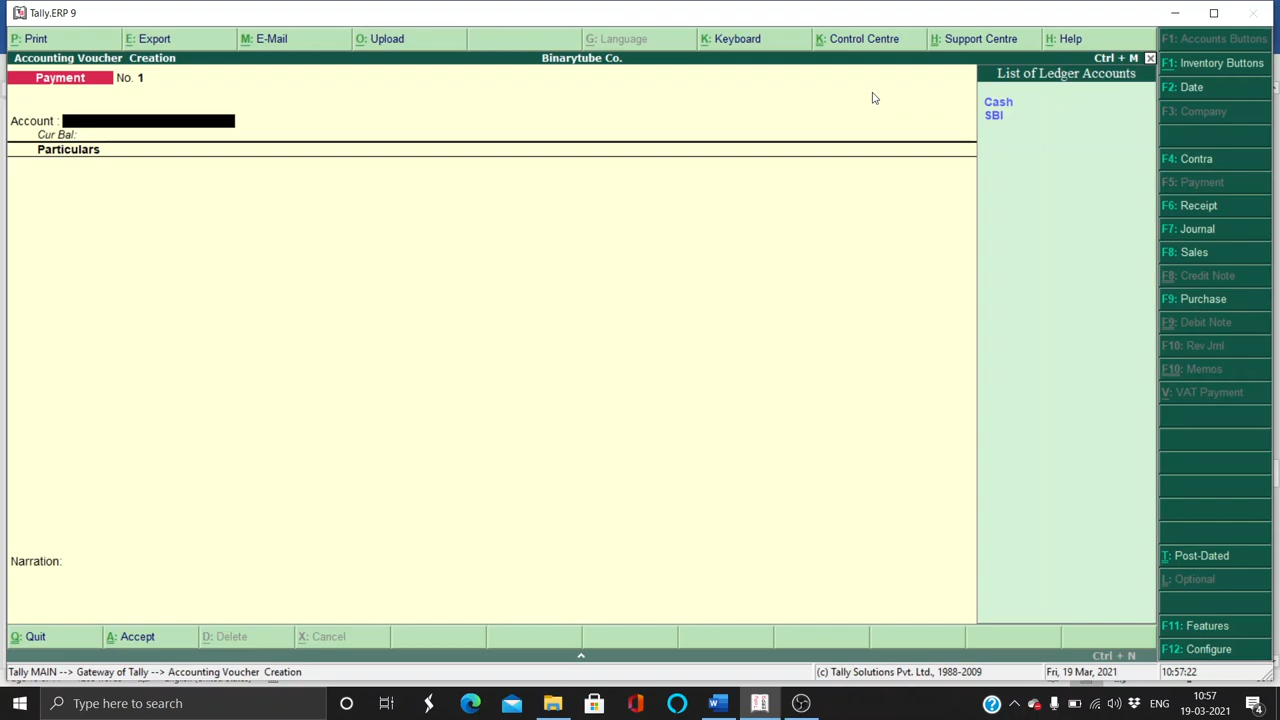 Tally.ERP 9
P: Print E: Export M: E-Mail O: Upload G: Language K: Keyboard K: Control Centre H: Support Centre H: Help
Accounting Voucher Creation Binarytube Co. Ctrl + M
Payment No. 1
Account :
Cur Bal:
Particulars
Narration:
List of Ledger Accounts
Cash
SBI
F1: Accounts Buttons
F1: Inventory Buttons
F2: Date
F3: Company
F4: Contra
F5: Payment
F6: Receipt
F7: Journal
F8: Sales
F8: Credit Note
F9: Purchase
F9: Debit Note
F10: Rev Jrnl
F10: Memos
V: VAT Payment
T: Post-Dated
L: Optional
F11: Features
F12: Configure
Q: Quit A: Accept D: Delete X: Cancel
Ctrl + N
Tally MAIN --> Gateway of Tally --> Accounting Voucher Creation (c) Tally Solutions Pvt. Ltd., 1988-2009 Fri, 19 Mar, 2021 10:57:22
Type here to search
ENG
10:57
19-03-2021